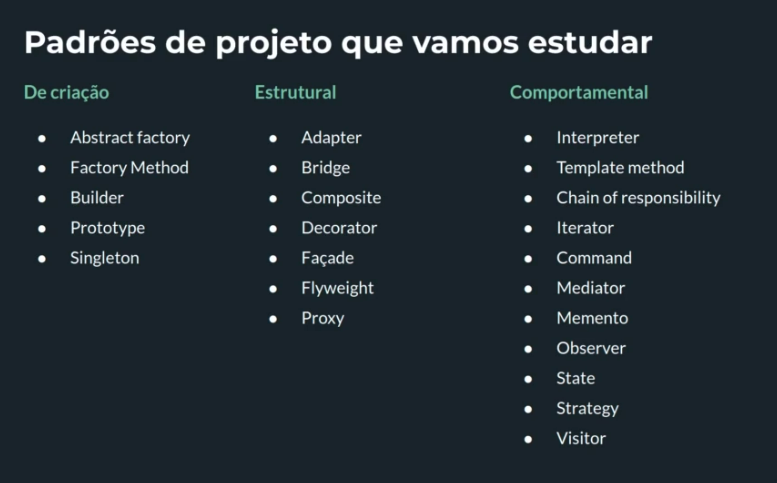 Padrões de projeto que vamos estudar
De criação
● Abstract factory
● Factory Method
● Builder
● Prototype
● Singleton
Estrutural
● Adapter
● Bridge
● Composite
● Decorator
● Façade
● Flyweight
● Proxy
Comportamental
● Interpreter
● Template method
● Chain of responsibility
● Iterator
● Command
● Mediator
● Memento
● Observer
● State
● Strategy
● Visitor